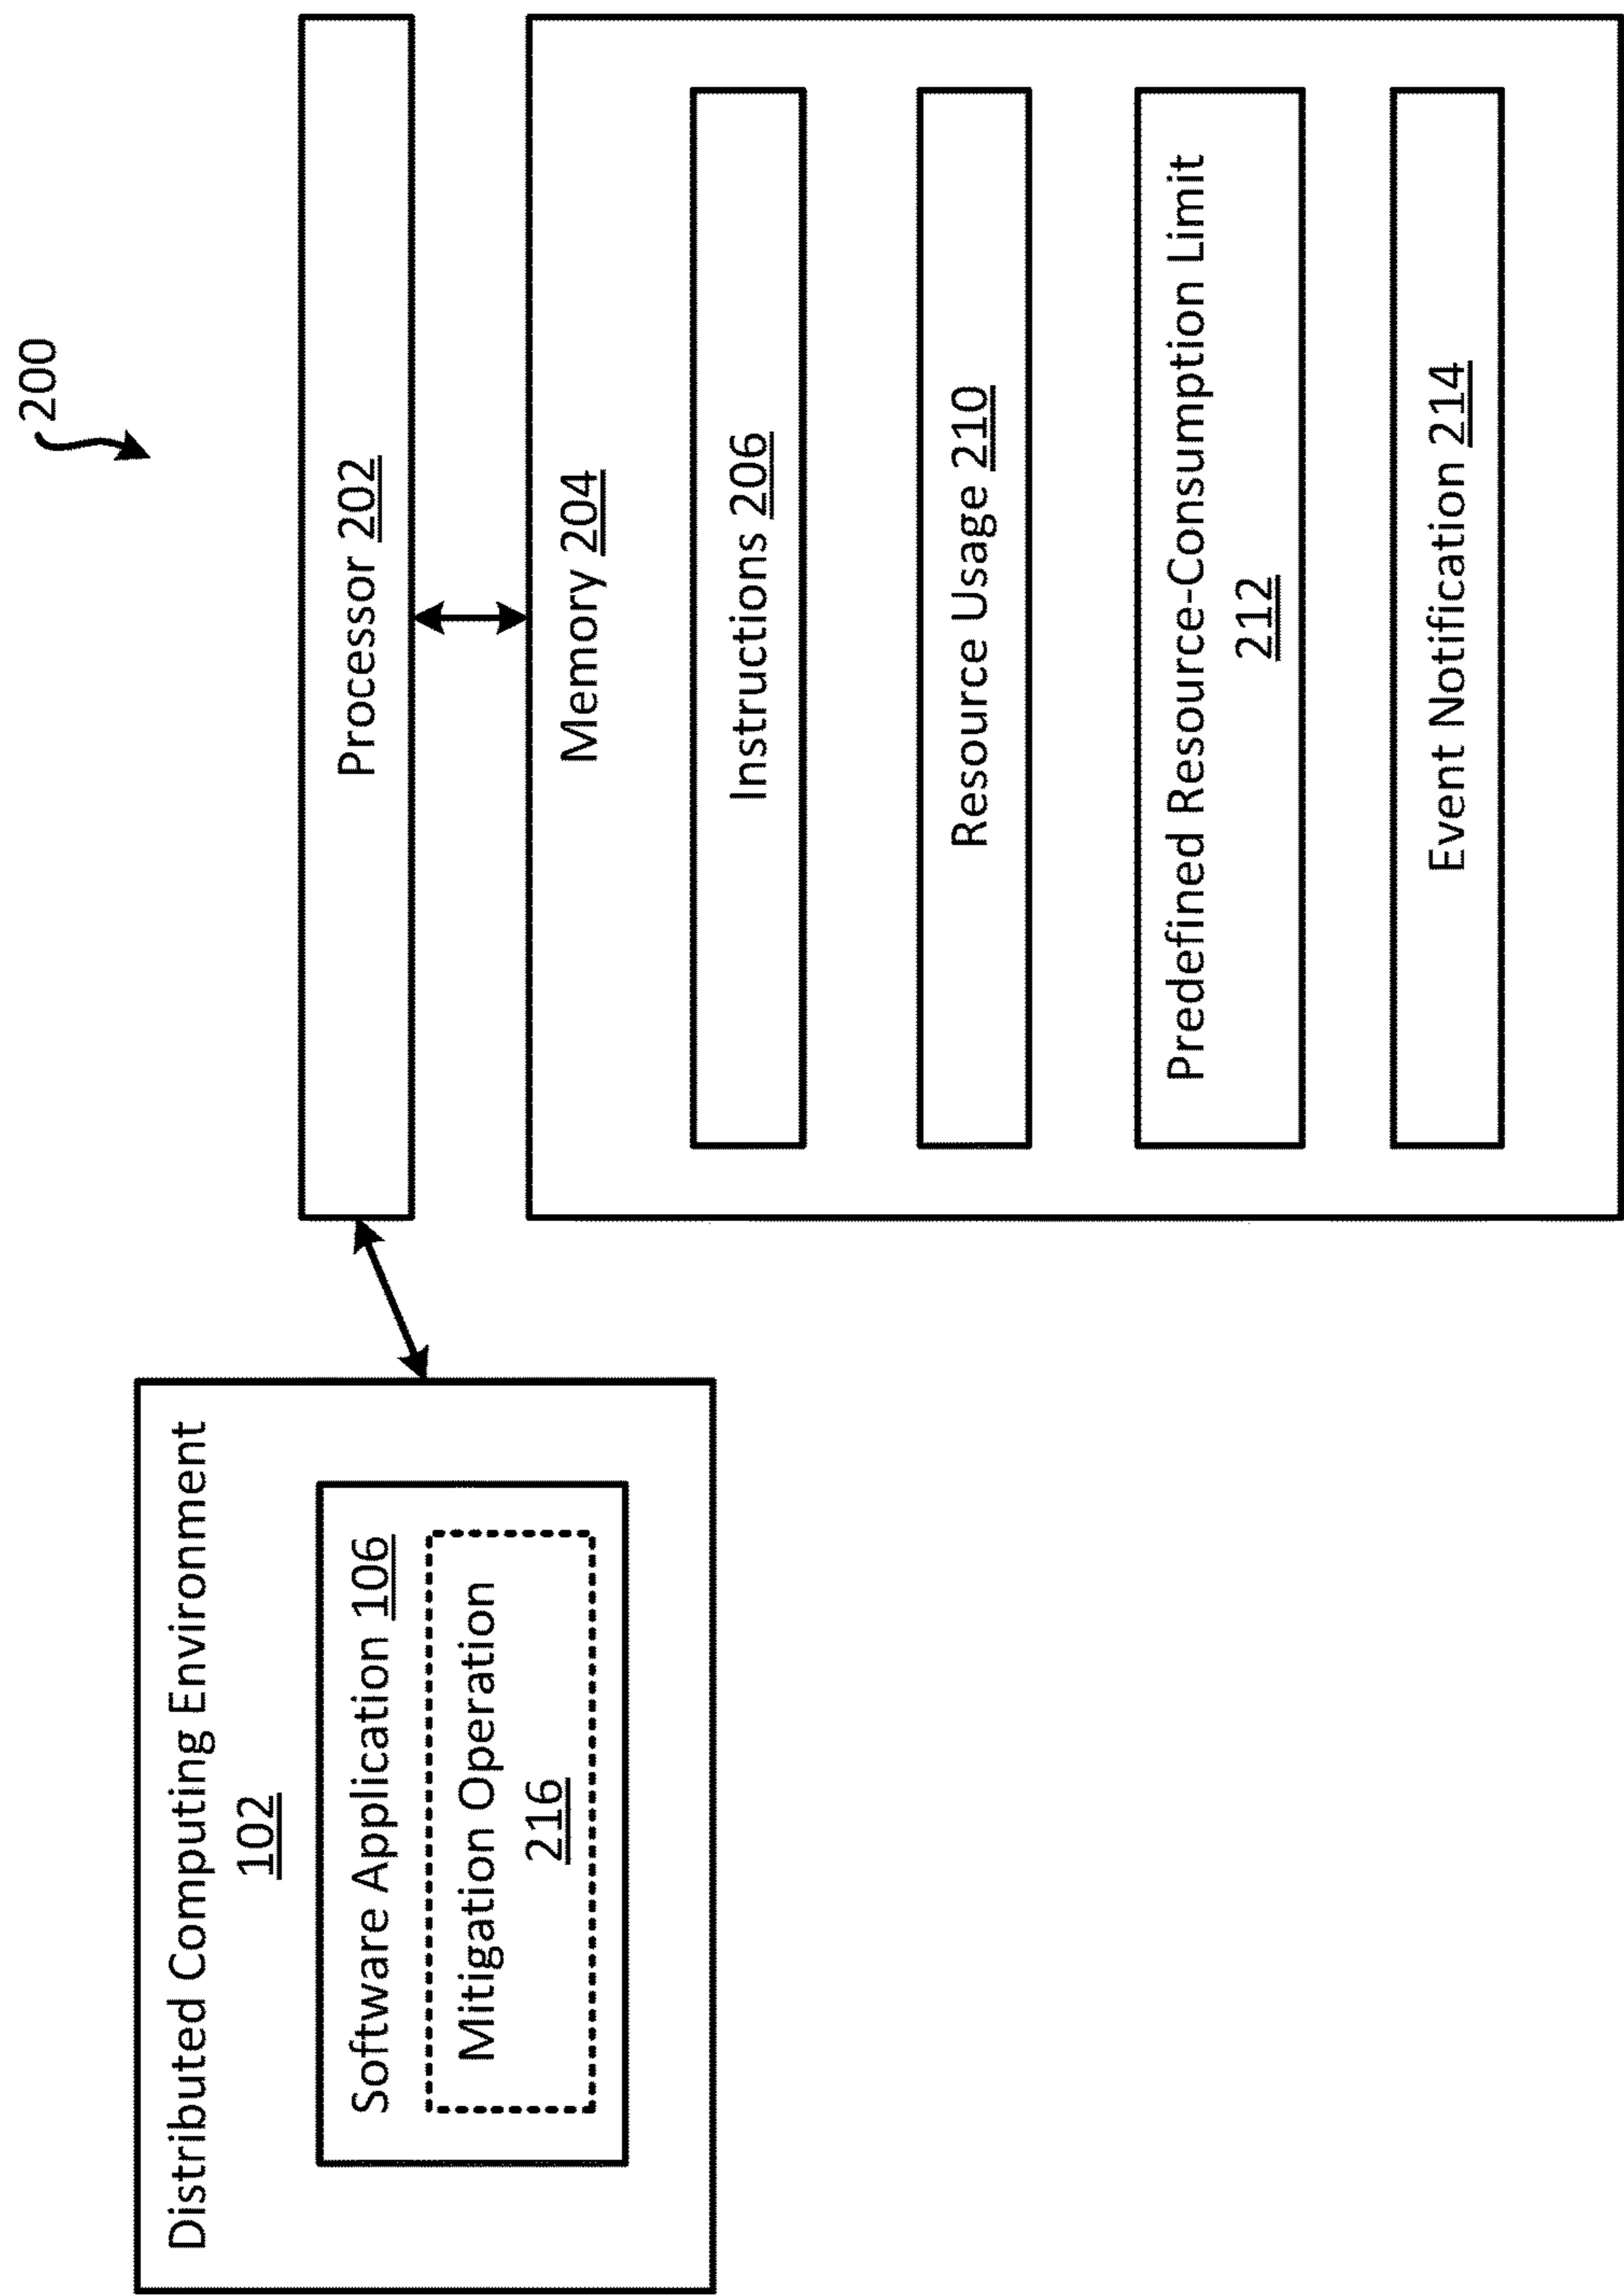 200
Distributed Computing Environment
102
Software Application 106
Mitigation Operation
216
Processor 202
Memory 204
Instructions 206
Resource Usage 210
Predefined Resource-Consumption Limit
212
Event Notification 214